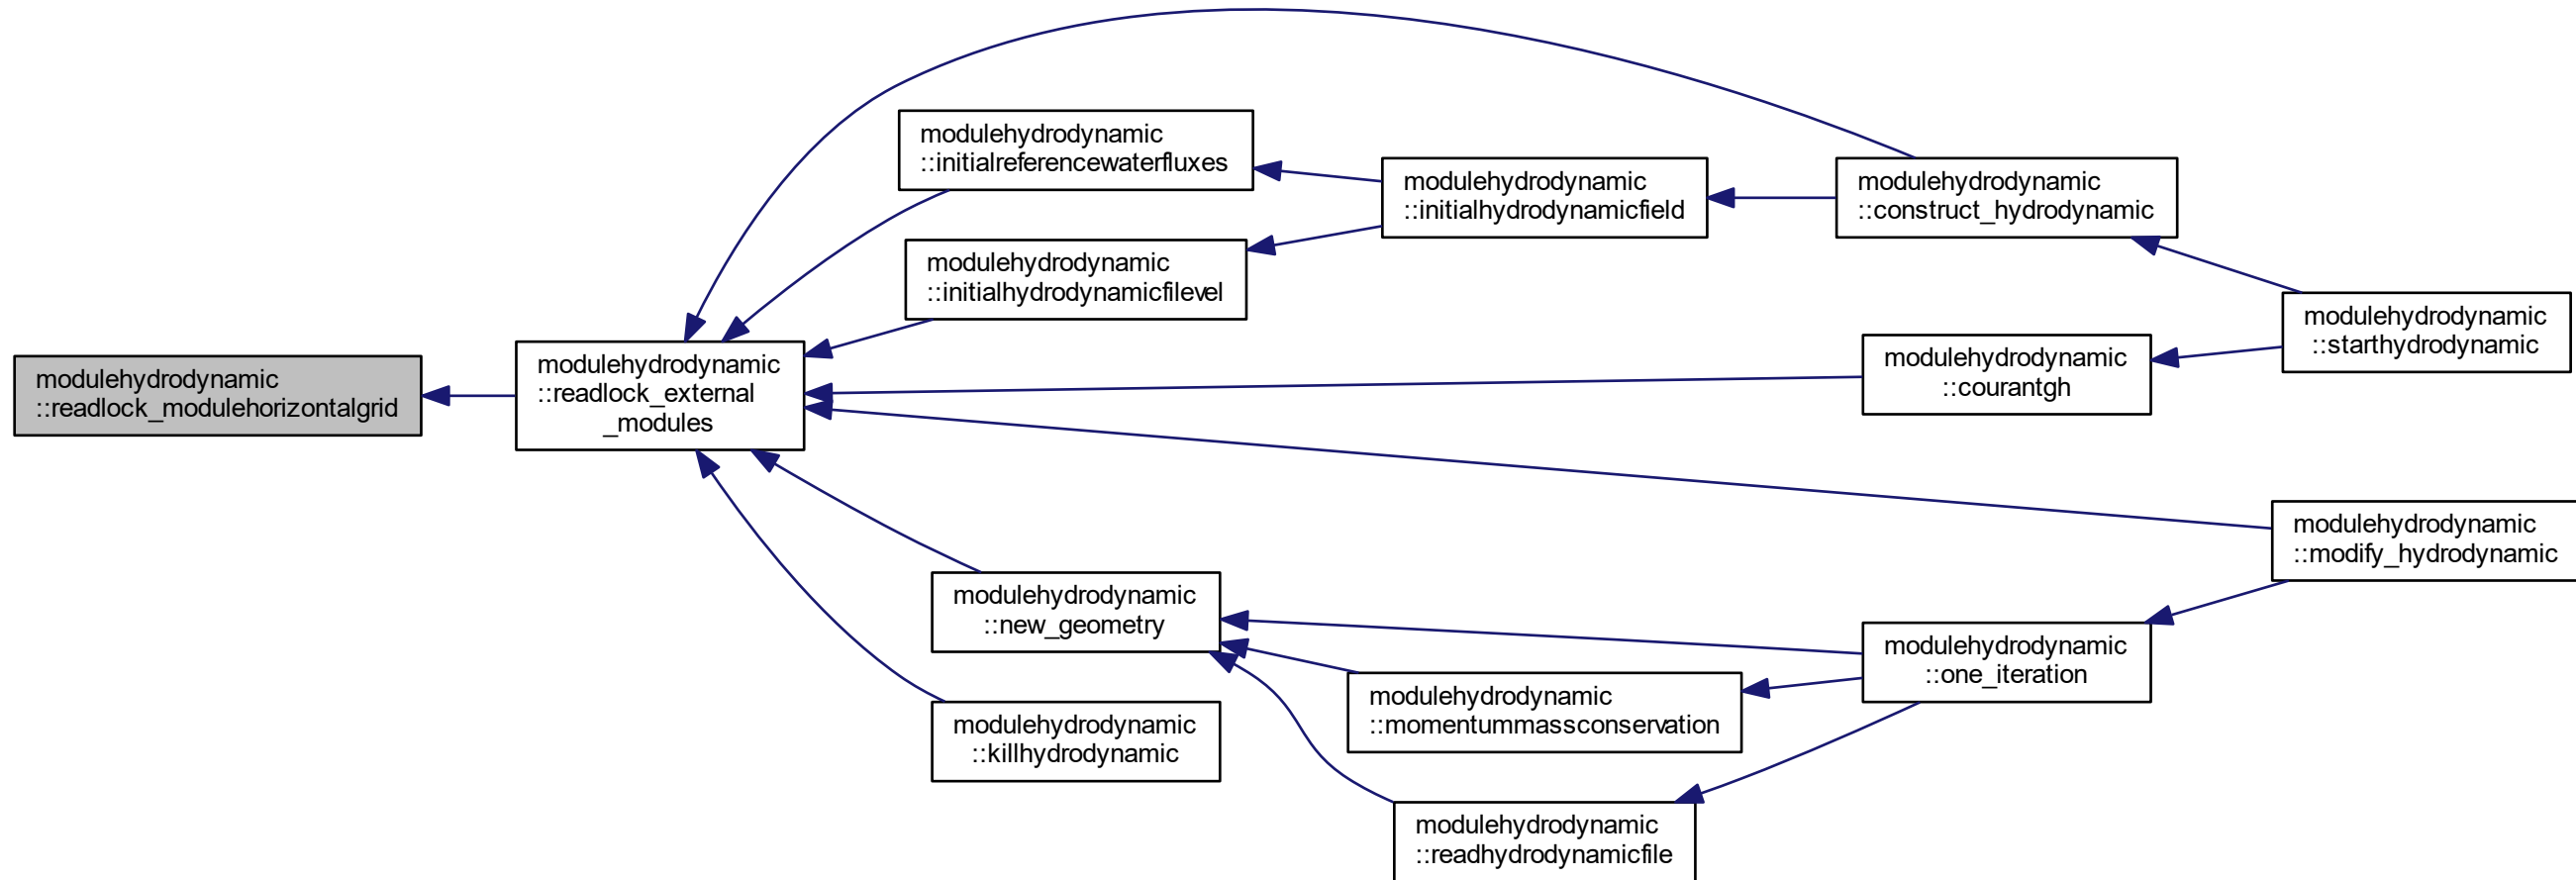 modulehydrodynamic
::readlock_modulehorizontalgrid
modulehydrodynamic
::readlock_external
_modules
modulehydrodynamic
::initialreferencewaterfluxes
modulehydrodynamic
::initialhydrodynamicfilevel
modulehydrodynamic
::initialhydrodynamicfield
modulehydrodynamic
::construct_hydrodynamic
modulehydrodynamic
::starthydrodynamic
modulehydrodynamic
::courantgh
modulehydrodynamic
::modify_hydrodynamic
modulehydrodynamic
::new_geometry
modulehydrodynamic
::one_iteration
modulehydrodynamic
::momentummassconservation
modulehydrodynamic
::killhydrodynamic
modulehydrodynamic
::readhydrodynamicfile